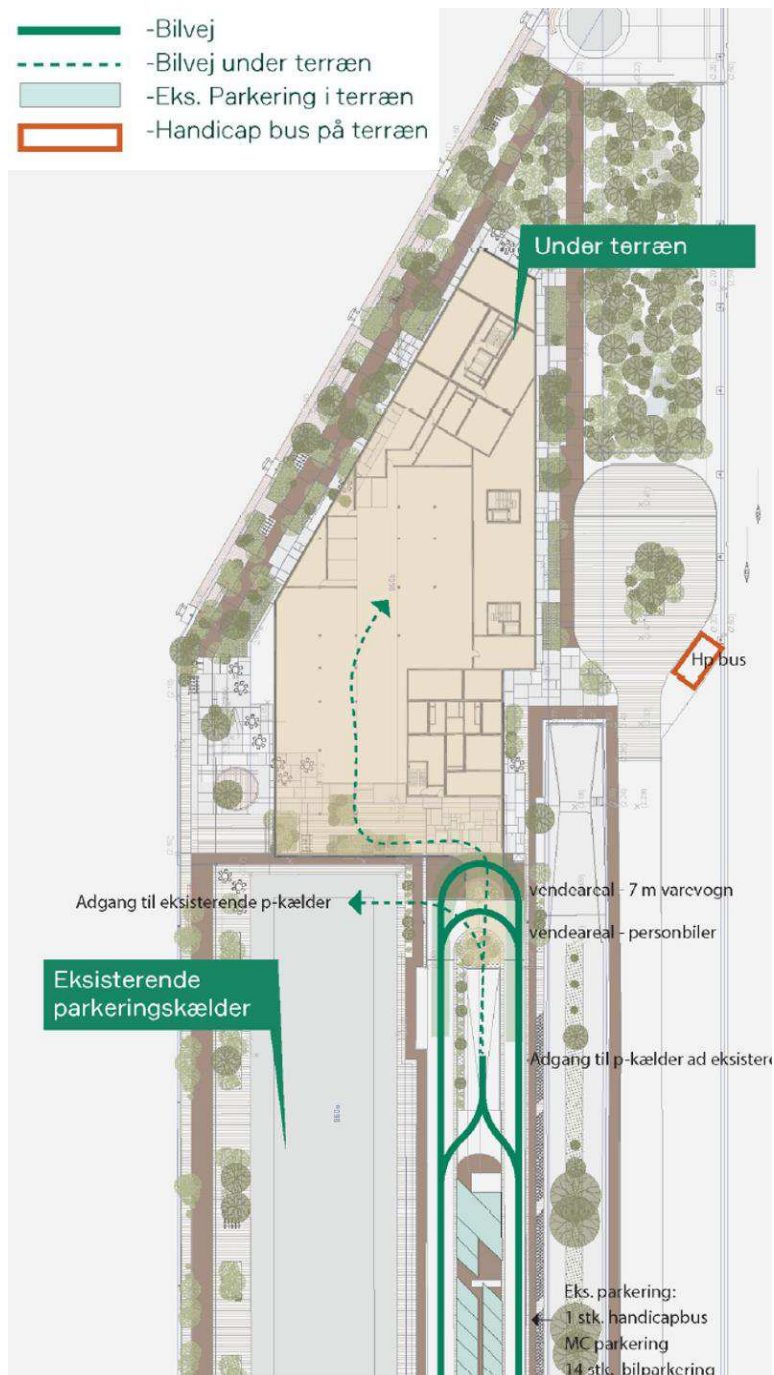 -Bilvej
-Bilvej under terræn
-Eks. Parkering i terræn
-Handicap bus på terræn
Under terræn
Hp bus
vendeareal - 7 m varevogn
Adgang til eksisterende p-kælder
vendeareal - personbiler
Eksisterende
parkeringskælder
Adgang til p-kælder ad eksistere
Eks. parkering:
1 stk. handicapbus
MC parkering
14 stk. bilparkering